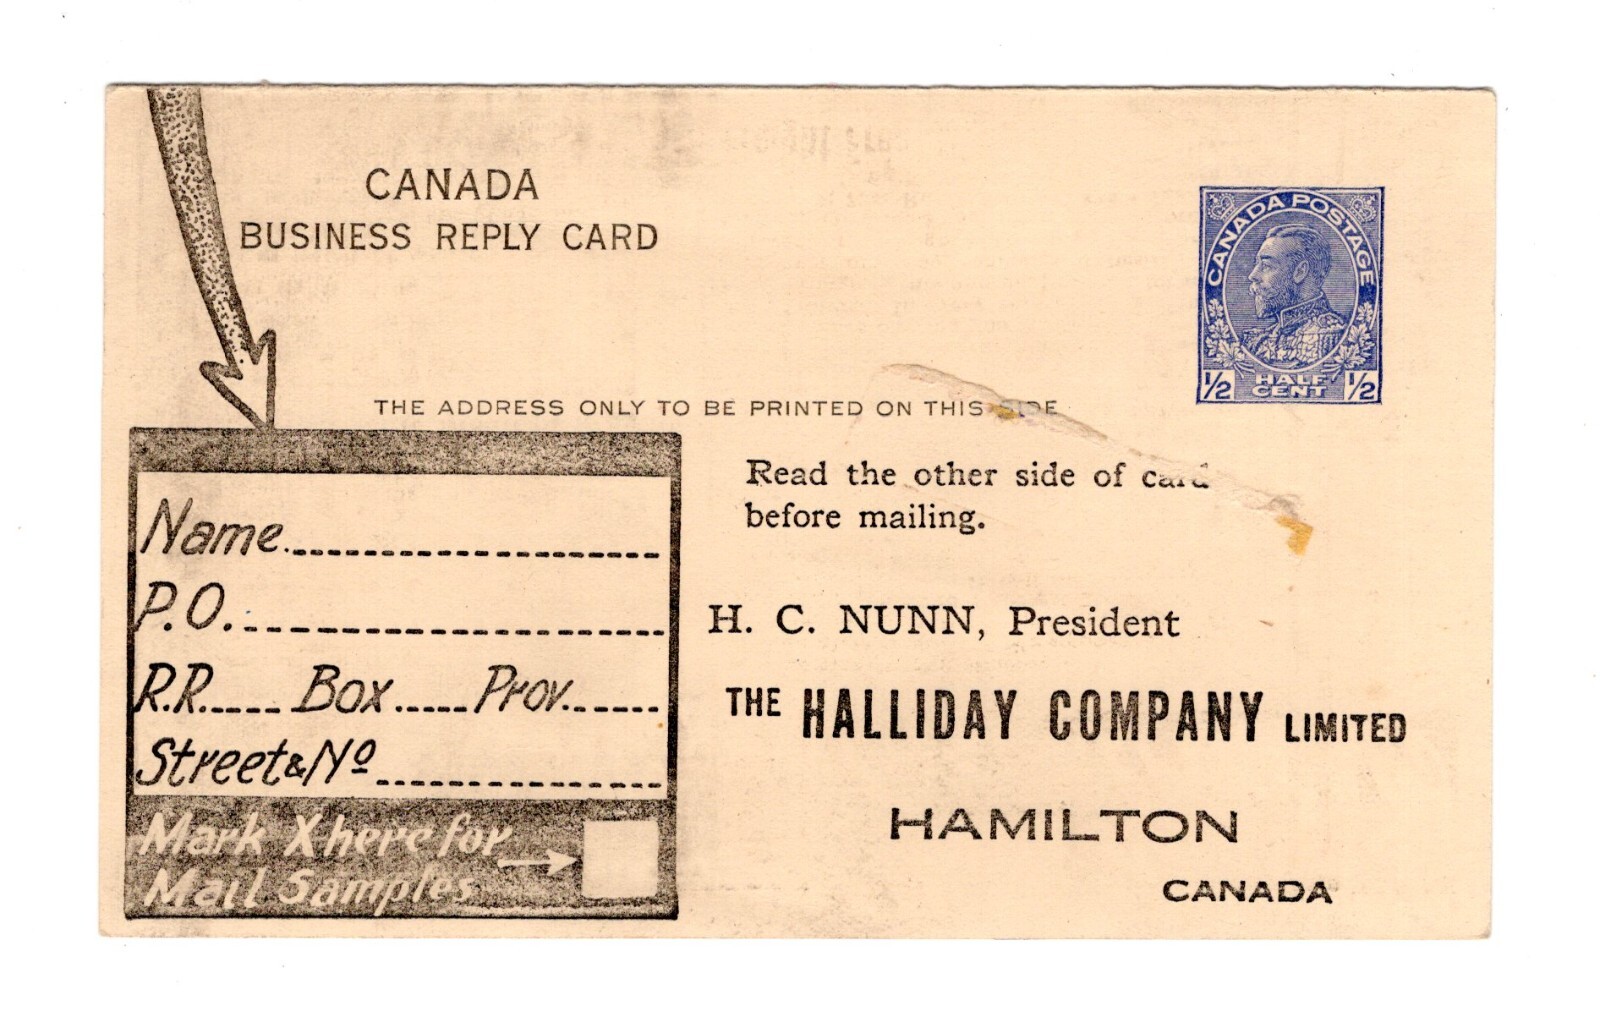 CANADA
BUSINESS REPLY CARD
CANADA POSTAGE
1/2 HALF CENT 1/2
THE ADDRESS ONLY TO BE PRINTED ON THIS SIDE
Read the other side of card
before mailing.
Name
P.O.
R.R. Box Prov.
Street & No
Mark X here for
Mail Samples
H. C. NUNN, President
THE HALLIDAY COMPANY LIMITED
HAMILTON
CANADA